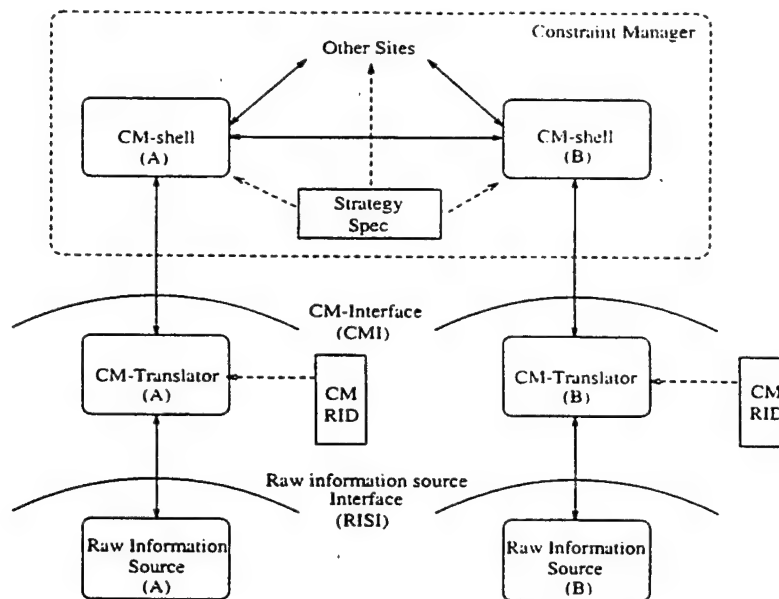 Constraint Manager
Other Sites
CM-shell
(A)
CM-shell
(B)
Strategy
Spec
CM-Interface
(CMI)
CM-Translator
(A)
CM
RID
CM-Translator
(B)
CM
RID
Raw information source
Interface
(RISI)
Raw Information
Source
(A)
Raw Information
Source
(B)